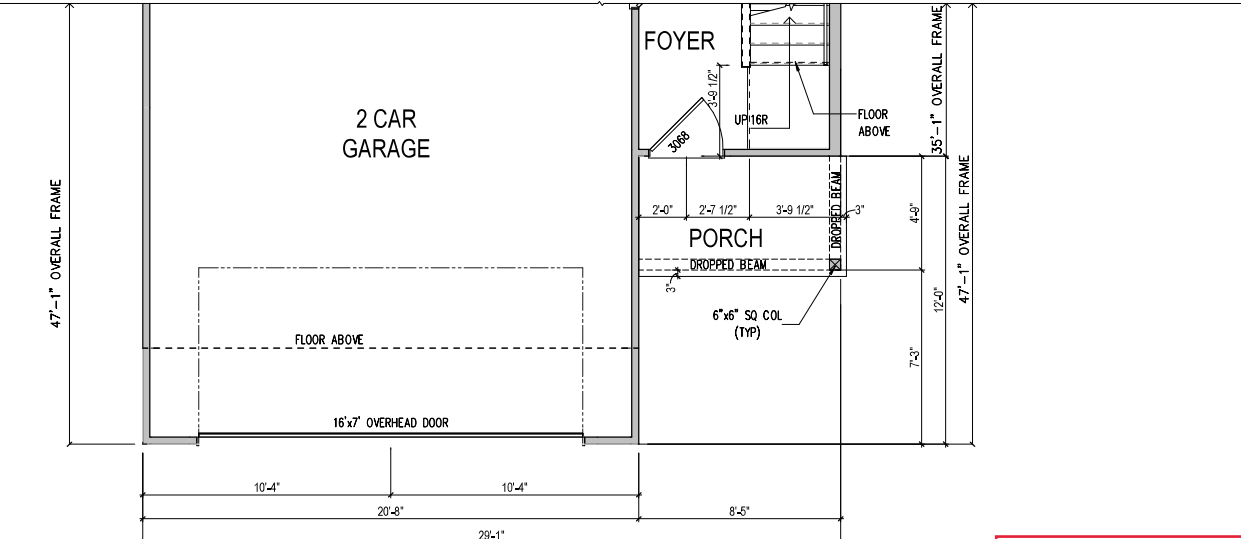 FOYER
35'-1" OVERALL FRAME
2 CAR
GARAGE
3'-9 1/2"
UP 16R
FLOOR
ABOVE
3068
47'-1" OVERALL FRAME
47'-1" OVERALL FRAME
2'-0"
2'-7 1/2"
3'-9 1/2"
3"
DROPPED BEAM
4'-9"
PORCH
DROPPED BEAM
3"
6"x6" SQ COL
(TYP)
12'-0"
7'-3"
FLOOR ABOVE
16'x7' OVERHEAD DOOR
10'-4"
10'-4"
20'-8"
8'-5"
29'-1"